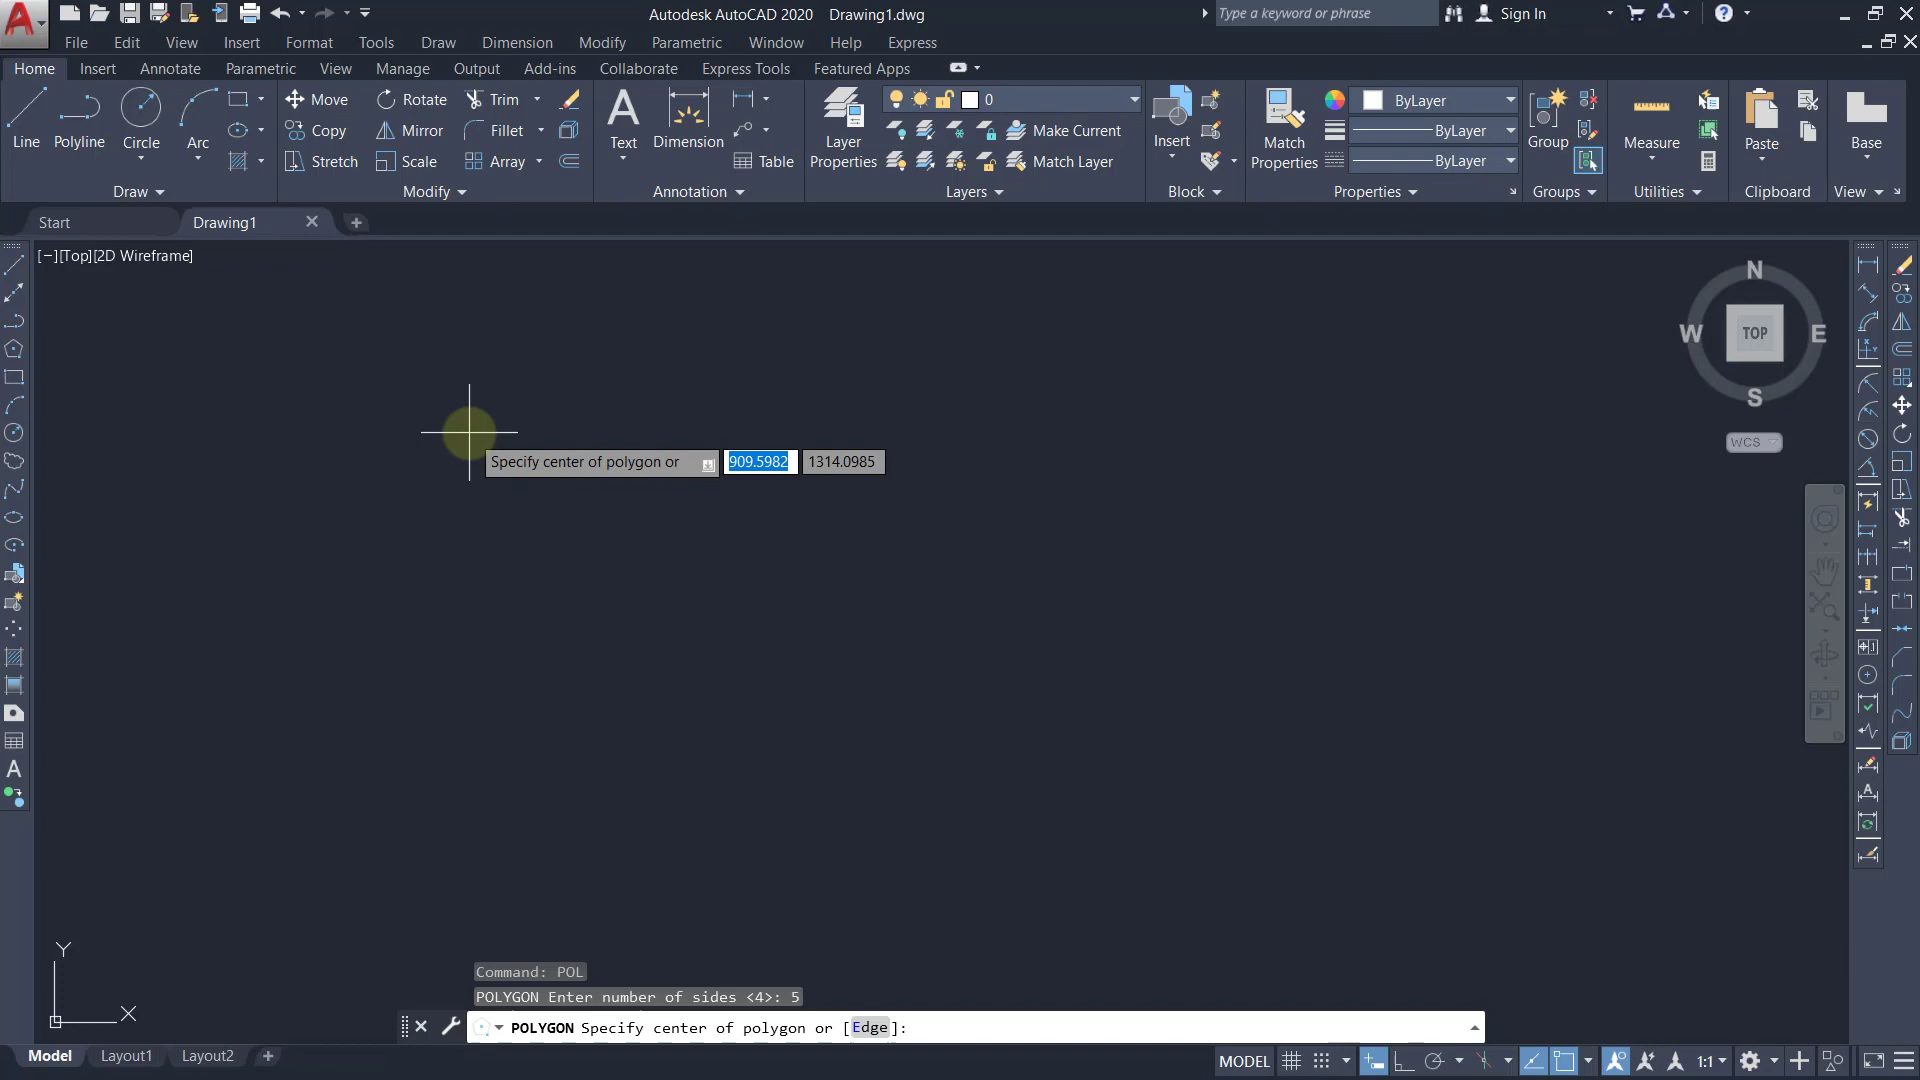 Autodesk AutoCAD 2020 Drawing1.dwg
Type a keyword or phrase
Sign In
File Edit View Insert Format Tools Draw Dimension Modify Parametric Window Help Express
Home Insert Annotate Parametric View Manage Output Add-ins Collaborate Express Tools Featured Apps
Move Rotate Trim 0 ByLayer
Copy Mirror Fillet Make Current ByLayer
Line Polyline Circle Arc Text Dimension Layer Properties Insert Match Properties Group Measure Paste Base
Stretch Scale Array Table Match Layer ByLayer
Draw Modify Annotation Layers Block Properties Groups Utilities Clipboard View
Start Drawing1
[−][Top][2D Wireframe]
N
W TOP E
S
WCS
Specify center of polygon or 909.5982 1314.0985
Y
X
Command: POL
POLYGON Enter number of sides <4>: 5
POLYGON Specify center of polygon or [Edge]:
Model Layout1 Layout2
MODEL 1:1